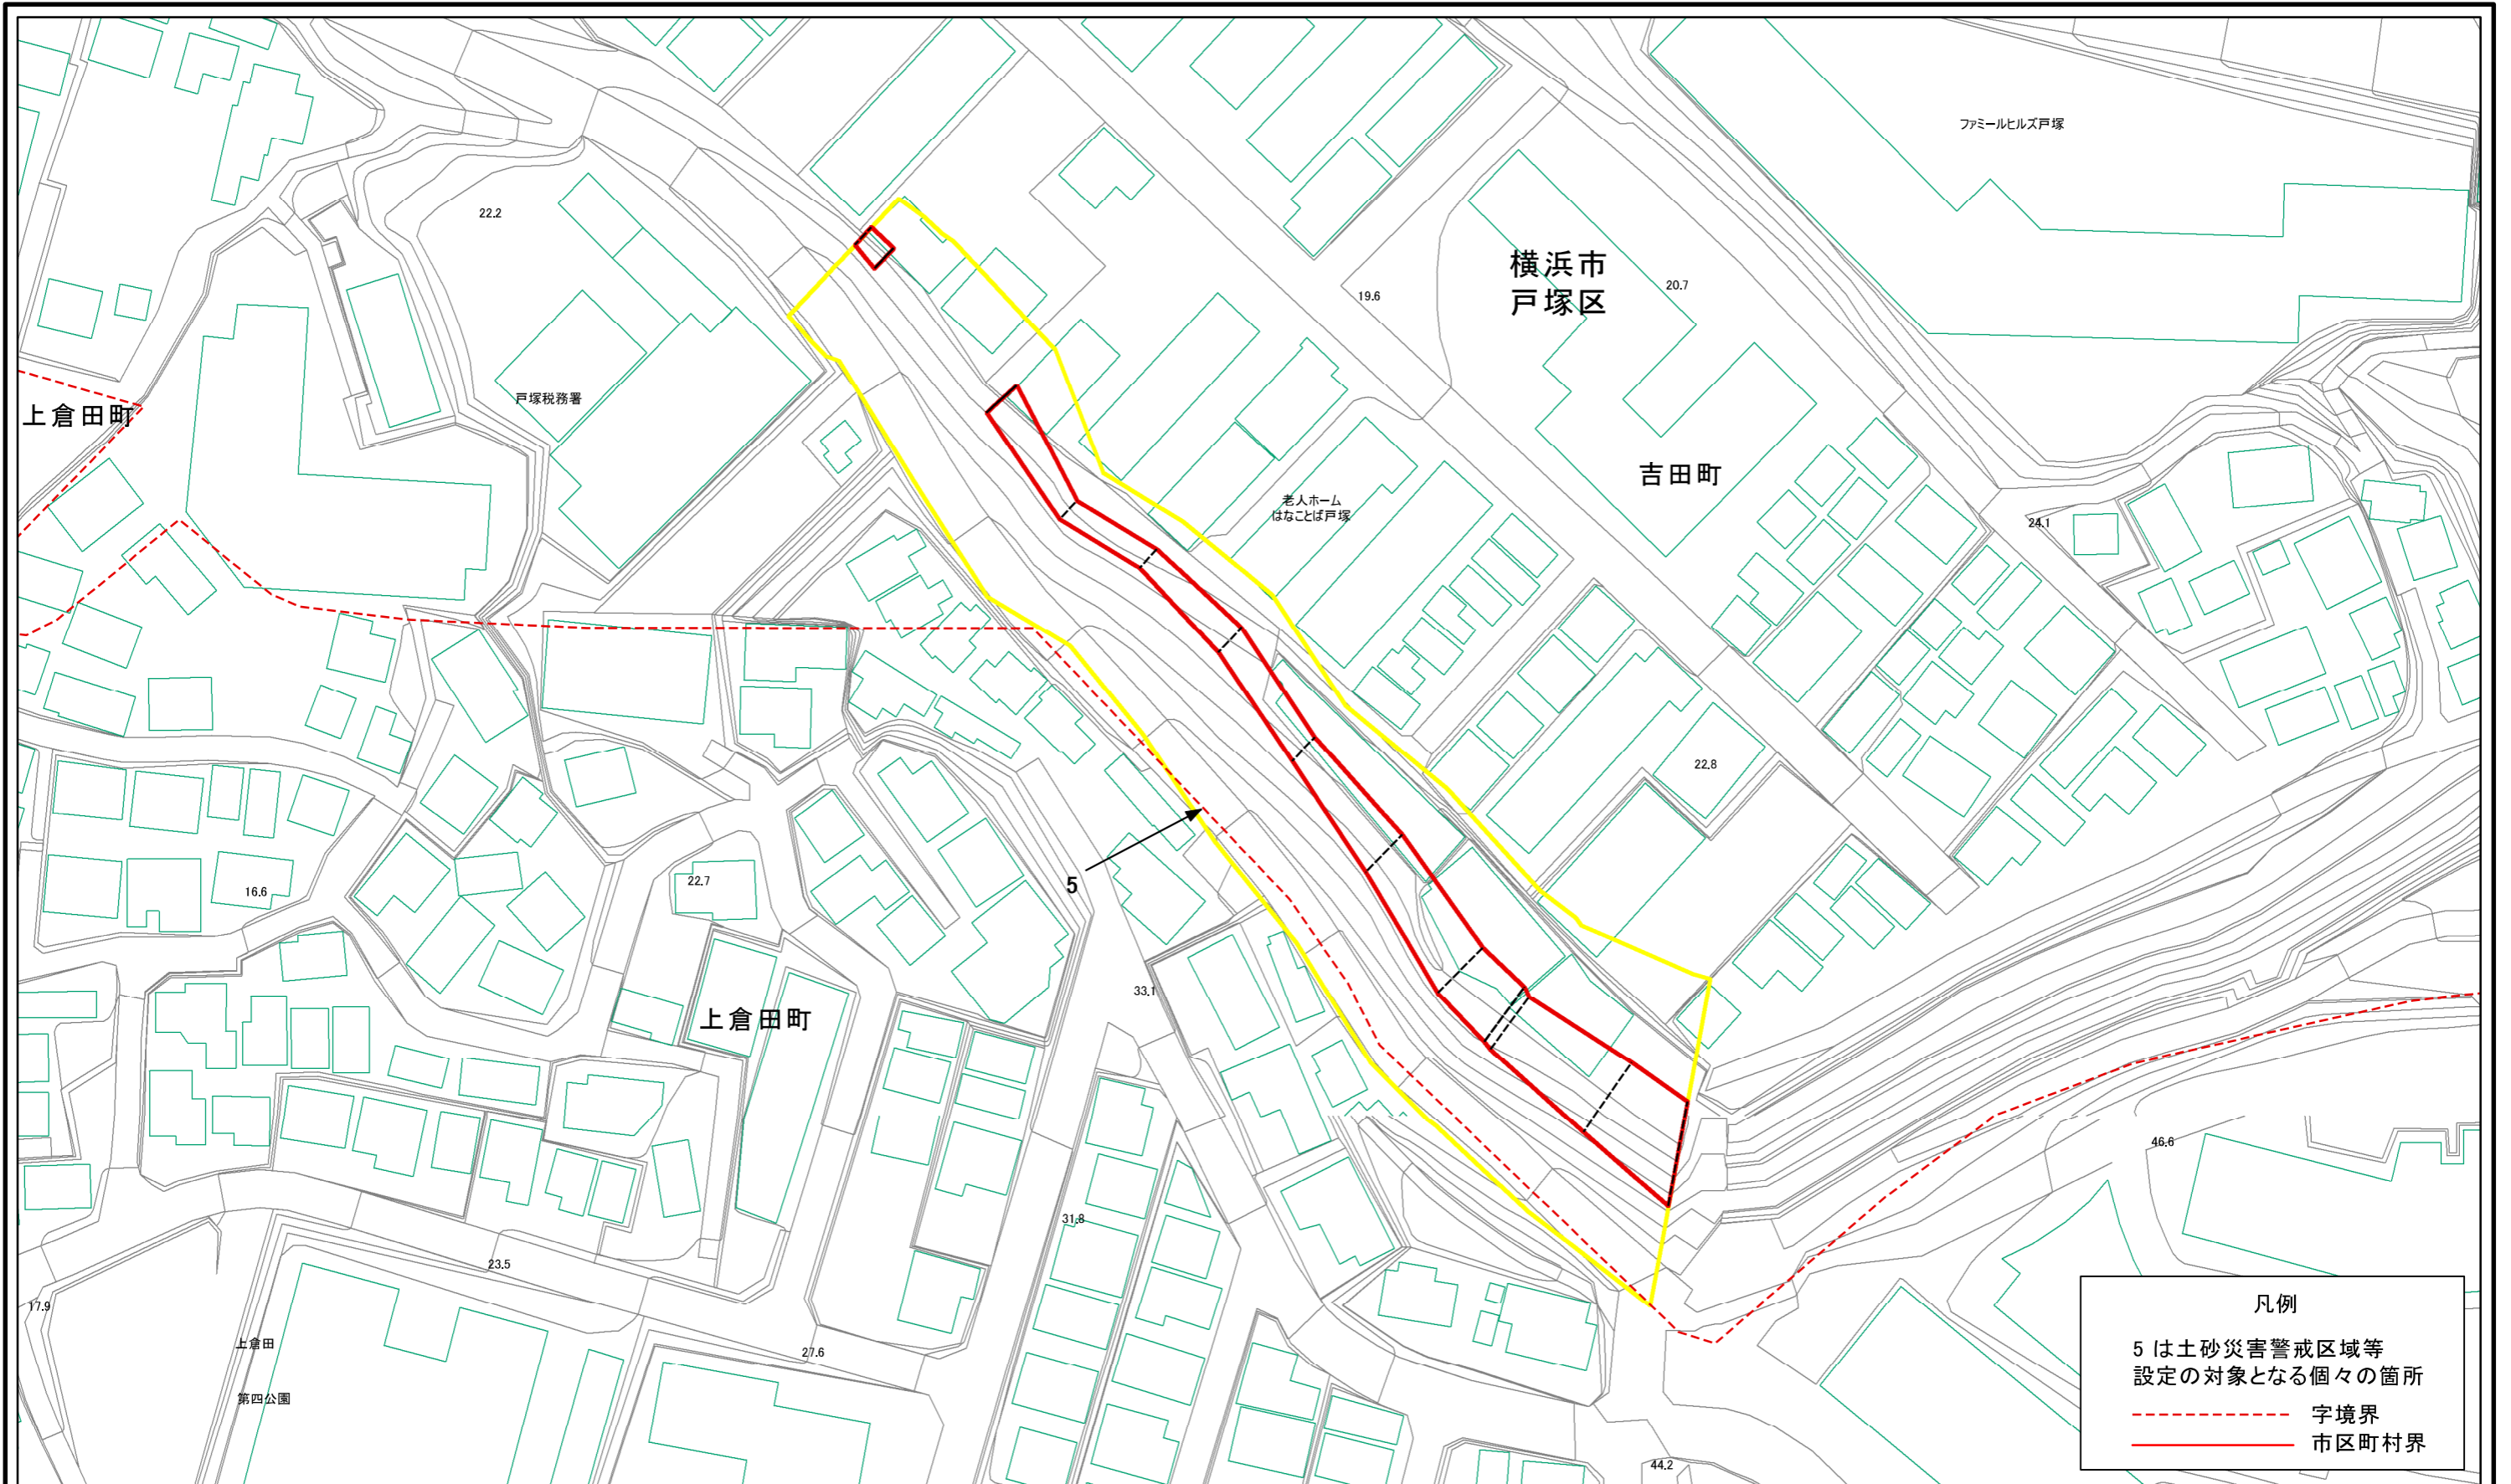 ファミールヒルズ戸塚
22.2
横浜市
戸塚区
20.7
19.6
戸塚税務署
上倉田町
吉田町
老人ホーム
はなことば戸塚
24.1
22.8
5
16.6
22.7
33.1
上倉田町
46.6
31.8
23.5
17.9
上倉田
第四公園
27.6
44.2
凡例
5 は土砂災害警戒区域等
設定の対象となる個々の箇所
字境界
市区町村界